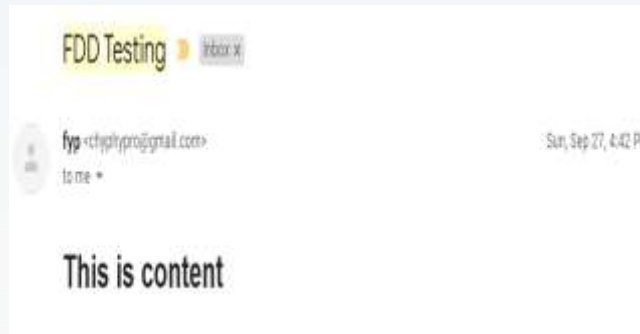 FDD Testing Inbox x
fyp
Sun, Sep 27, 4:42 P
to me
This is content